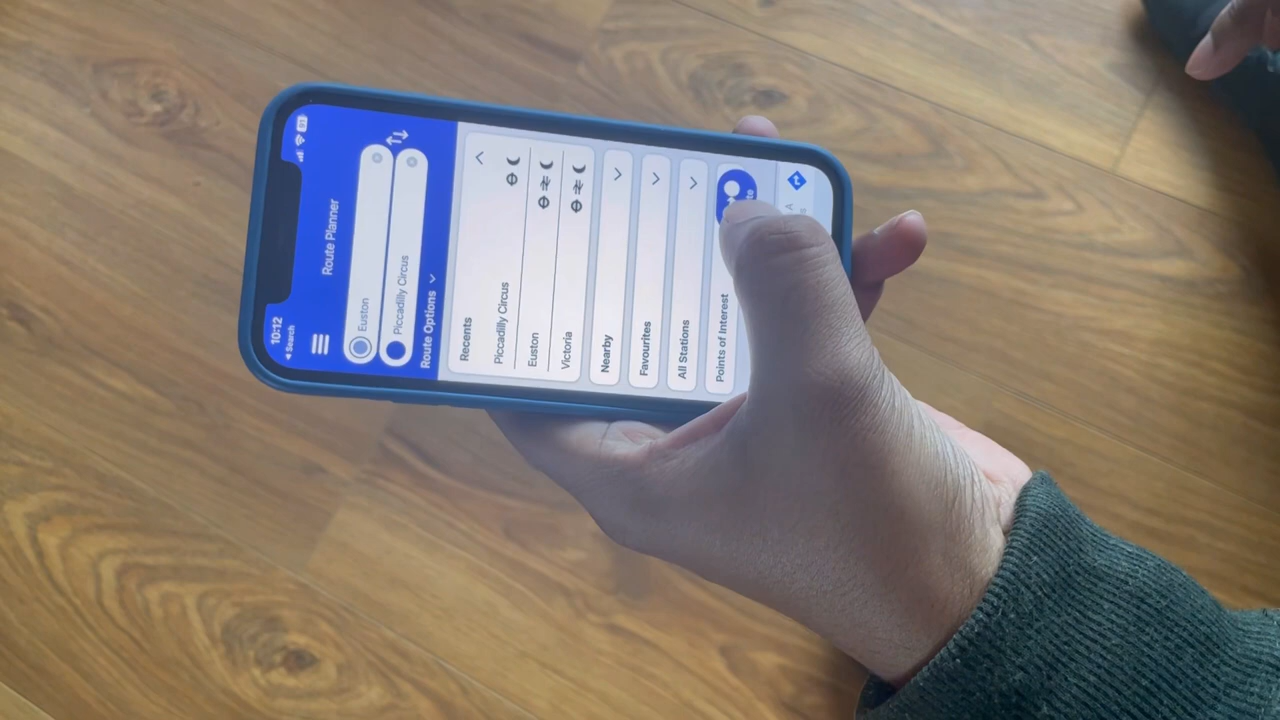 10:12
91
Search
Route Planner
Euston
Piccadilly Circus
Route Options
Recents
Piccadilly Circus
Euston
Victoria
Nearby
Favourites
All Stations
Points of Interest